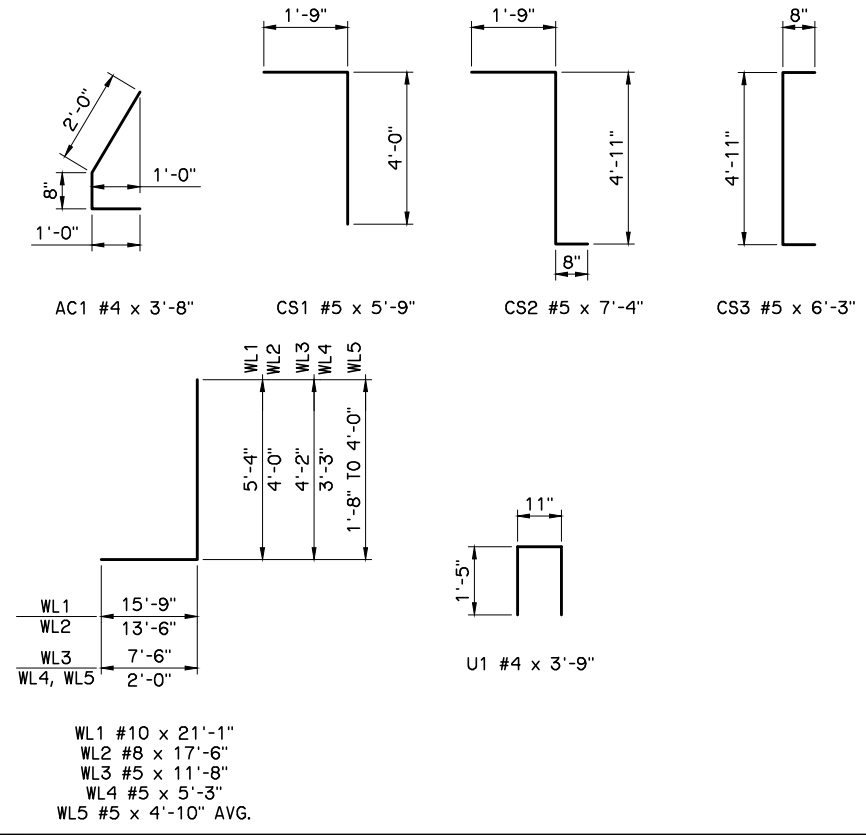 1'-9"
1'-9"
8"
2'-0"
8"
1'-0"
1'-0"
4'-0"
4'-11"
8"
4'-11"
AC1 #4 x 3'-8"
CS1 #5 x 5'-9"
CS2 #5 x 7'-4"
CS3 #5 x 6'-3"
WL1
WL2
WL3
WL4
WL5
5'-4"
4'-0"
4'-2"
3'-3"
1'-8" TO 4'-0"
WL1 15'-9"
WL2 13'-6"
WL3 7'-6"
WL4, WL5 2'-0"
11"
1'-5"
U1 #4 x 3'-9"
WL1 #10 x 21'-1"
WL2 #8 x 17'-6"
WL3 #5 x 11'-8"
WL4 #5 x 5'-3"
WL5 #5 x 4'-10" AVG.